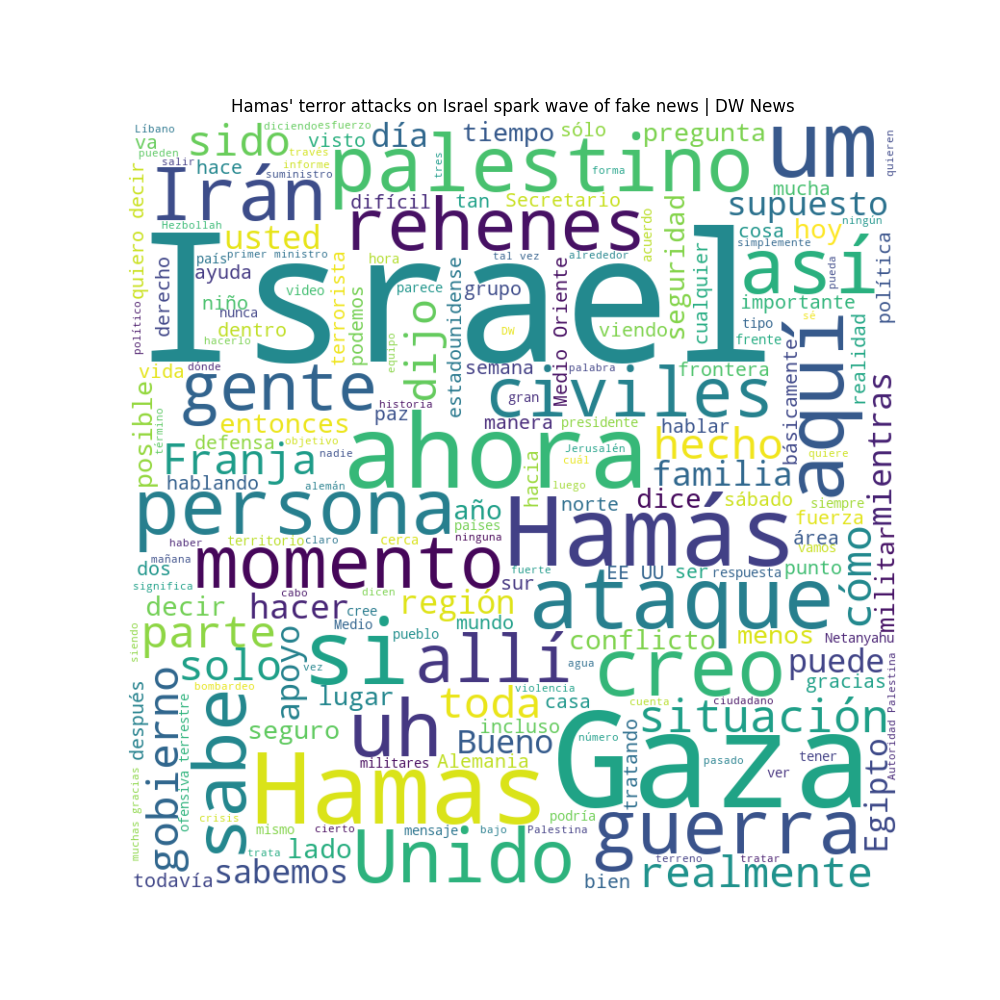 Hamas' terror attacks on Israel spark wave of fake news | DW News
Líbano
diciendo
esfuerzo
va
sido
visto
día
tiempo
sólo
pregunta
um
quieren
pueden
través
salir
hace
informe
suministro
tres
palestino
forma
mucha
Irán
difícil
tan
Secretario
supuesto
ningún
quiero decir
rehenes
acuerdo
seguridad
Hezbollah
usted
cosa
hoy
simplemente
así
política
país
primer ministro
hora
tal vez
alrededor
cualquier
pueda
derecho
ayuda
Israel
terrorista
video
podemos
parece
grupo
estadounidense
Medio Oriente
importante
niño
nunca
dijo
político
dentro
hacerlo
equipo
DW
viendo
tipo
frente
sé
realidad
básicamente
aquí
vida
dónde
gente
semana
palabra
frontera
civiles
posible
término
historia
gran
paz
manera
presidente
hablar
mientras
entonces
defensa
objetivo
ahora
Jerusalén
hecho
quiere
Franja
nadie
cuál
hacia
hablando
alemán
luego
familia
persona
año
norte
dice
sábado
siempre
fuerza
militar
países
Hamás
territorio
claro
cerca
ninguna
área
vamos
cómo
haber
mañana
momento
dos
fuerte
EE UU
ser
respuesta
punto
significa
cabo
dicen
sur
ataque
decir
hacer
cree
región
siendo
parte
Medio
pueblo
mundo
conflicto
menos
Netanyahu
solo
apoyo
si
allí
agua
creo
puede
gracias
vez
bombardeo
lugar
violencia
casa
cuenta
ciudadano
Autoridad Palestina
después
gobierno
ofensiva terrestre
sabe
toda
situación
seguro
uh
incluso
Bueno
número
tratando
Gaza
Egipto
tener
militares
Alemania
pasado
ver
muchas gracias
Hamas
crisis
podría
mismo
cierto
mensaje
bajo
Palestina
guerra
trata
lado
Unido
terreno
tratar
todavía
sabemos
bien
realmente